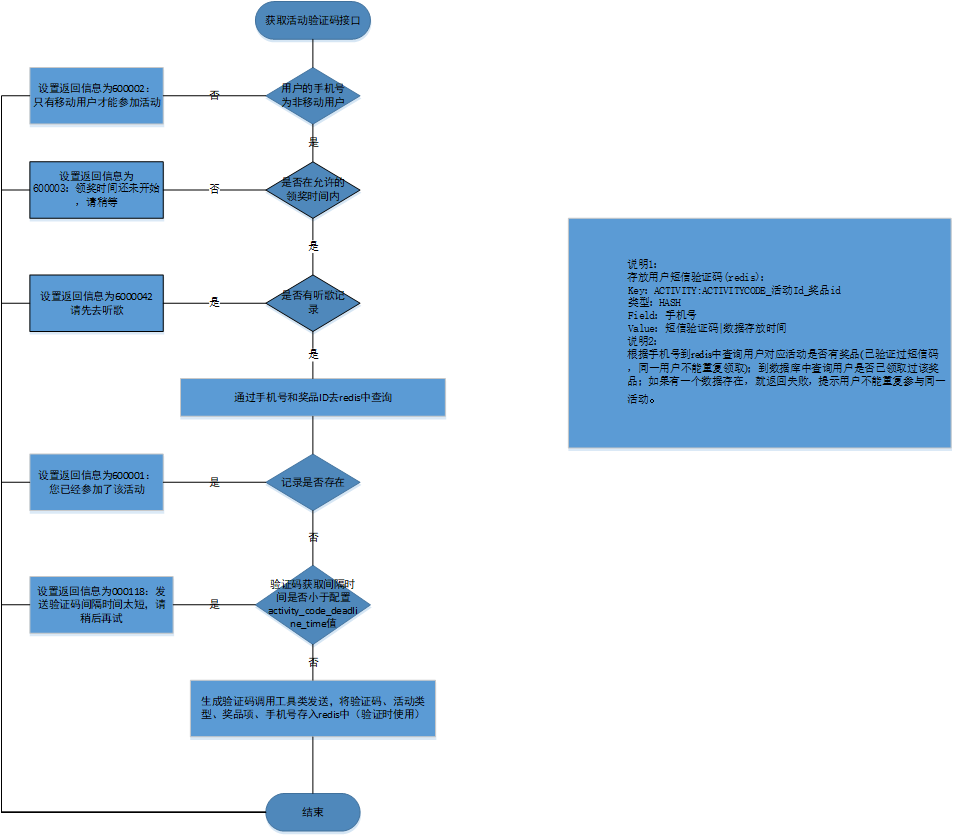 获取活动验证码接口
设置返回信息为600002：
只有移动用户才能参加活动
否
用户的手机号
为非移动用户
是
设置返回信息为
600003：领奖时间还未开始
，请稍等
否
是否在允许的
领奖时间内
是
设置返回信息为6000042
请先去听歌
是
是否有听歌记
录
是
通过手机号和奖品ID去redis中查询
设置返回信息为600001：
您已经参加了该活动
是
记录是否存在
否
设置返回信息为000118：发
送验证码间隔时间太短，请
稍后再试
是
验证码获取间隔时
间是否小于配置
activity_code_deadli
ne_time值
否
生成验证码调用工具类发送，将验证码、活动类
型、奖品项、手机号存入redis中（验证时使用）
结束
说明1：
存放用户短信验证码(redis)：
Key: ACTIVITY:ACTIVITYCODE_活动Id_奖品id
类型: HASH
Field: 手机号
Value: 短信验证码|数据存放时间
说明2：
根据手机号到redis中查询用户对应活动是否有奖品(已验证过短信码
，同一用户不能重复领取)；到数据库中查询用户是否已领取过该奖
品；如果有一个数据存在，就返回失败，提示用户不能重复参与同一
活动。